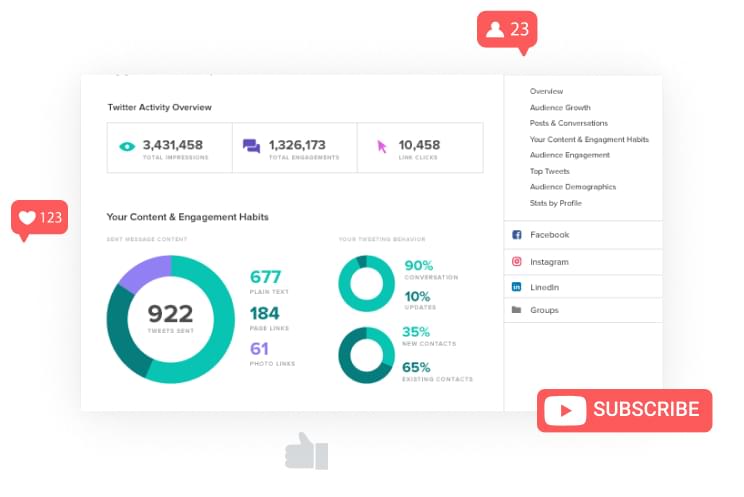 23
Twitter Activity Overview
3,431,458
TOTAL IMPRESSIONS
1,326,173
TOTAL ENGAGEMENTS
10,458
LINK CLICKS
Your Content & Engagement Habits
SENT MESSAGE CONTENT
922
TWEETS SENT
677
PLAIN TEXT
184
PAGE LINKS
61
PHOTO LINKS
YOUR TWEETING BEHAVIOR
90%
CONVERSATION
10%
UPDATES
35%
NEW CONTACTS
65%
EXISTING CONTACTS
Overview
Audience Growth
Posts & Conversations
Your Content & Engagment Habits
Audience Engagement
Top Tweets
Audience Demographics
Stats by Profile
Facebook
Instagram
LinedIn
Groups
123
SUBSCRIBE